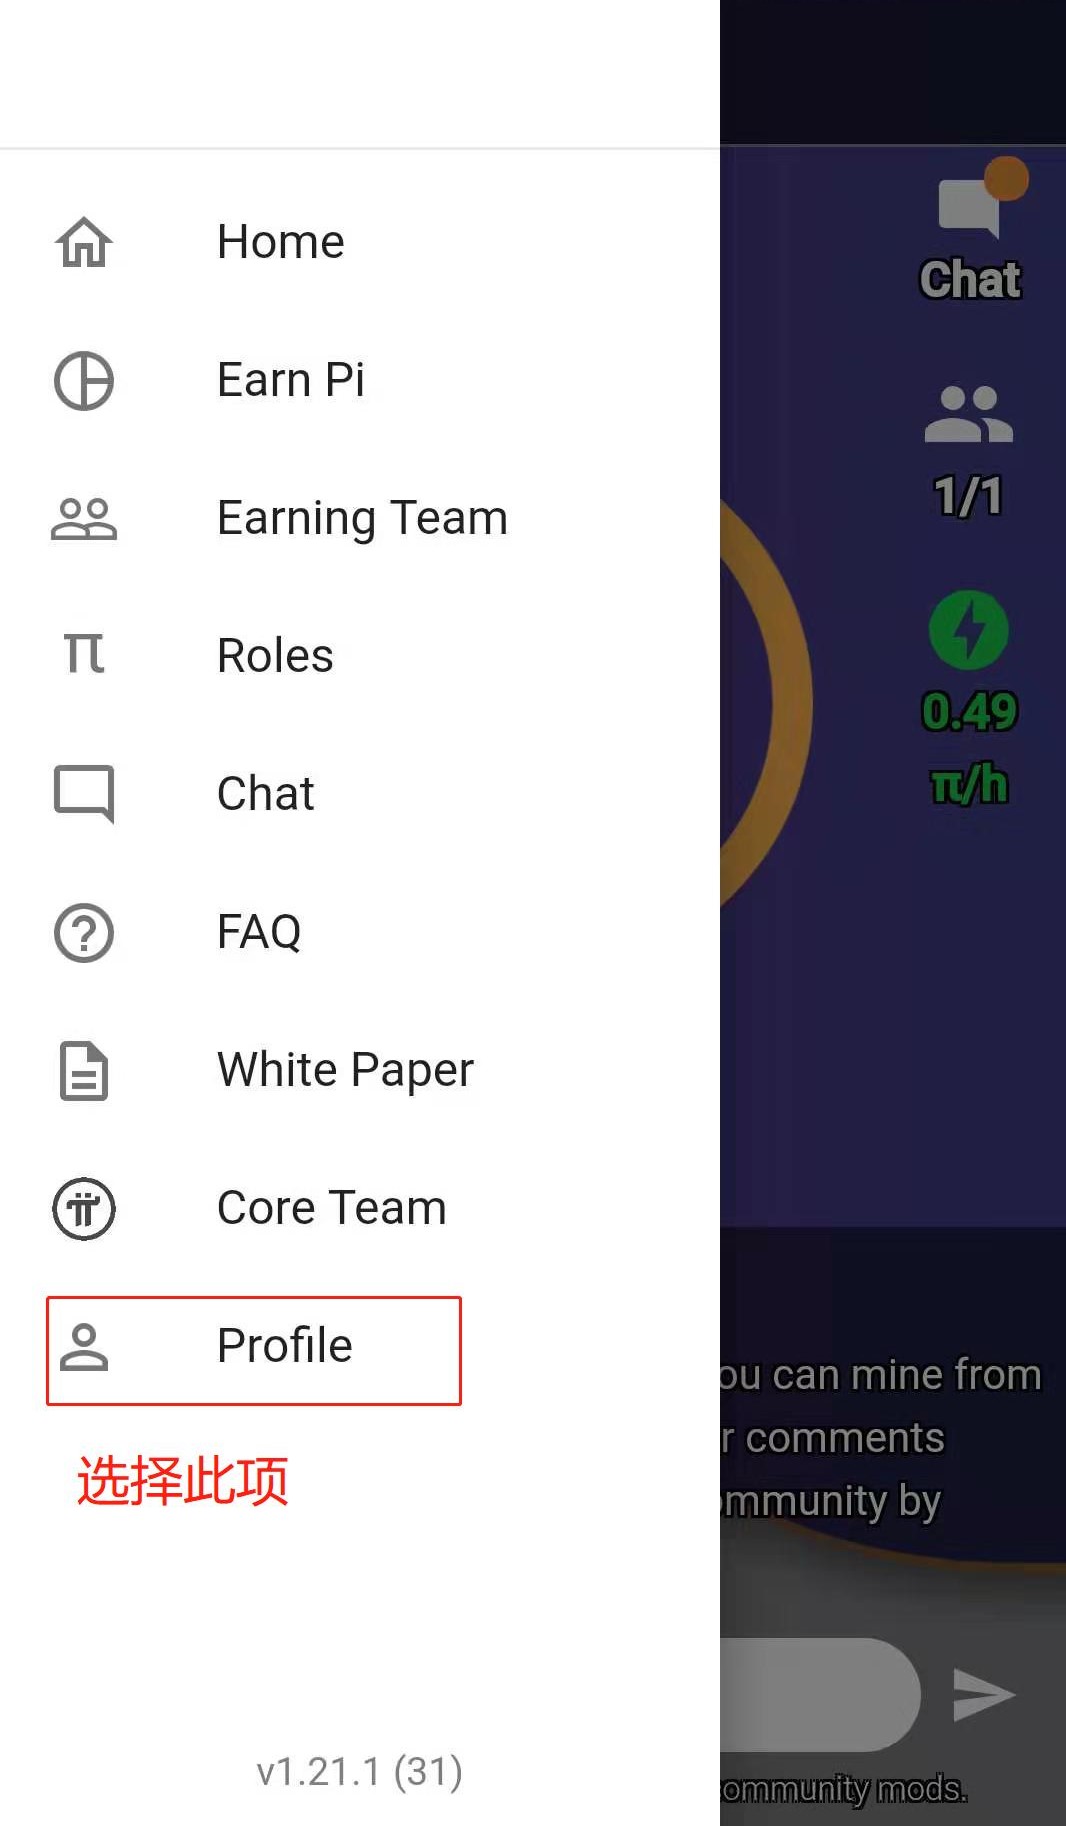 Home
Earn Pi
Earning Team
π
Roles
Chat
FAQ
White Paper
Core Team
Profile
选择此项
v1.21.1 (31)
Chat
1/1
0.49
π/h
ou can mine from
r comments
ommunity by
ommunity mods.